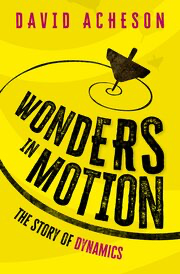 DAVID ACHESON
WONDERS
IN MOTION
THE STORY OF DYNAMICS